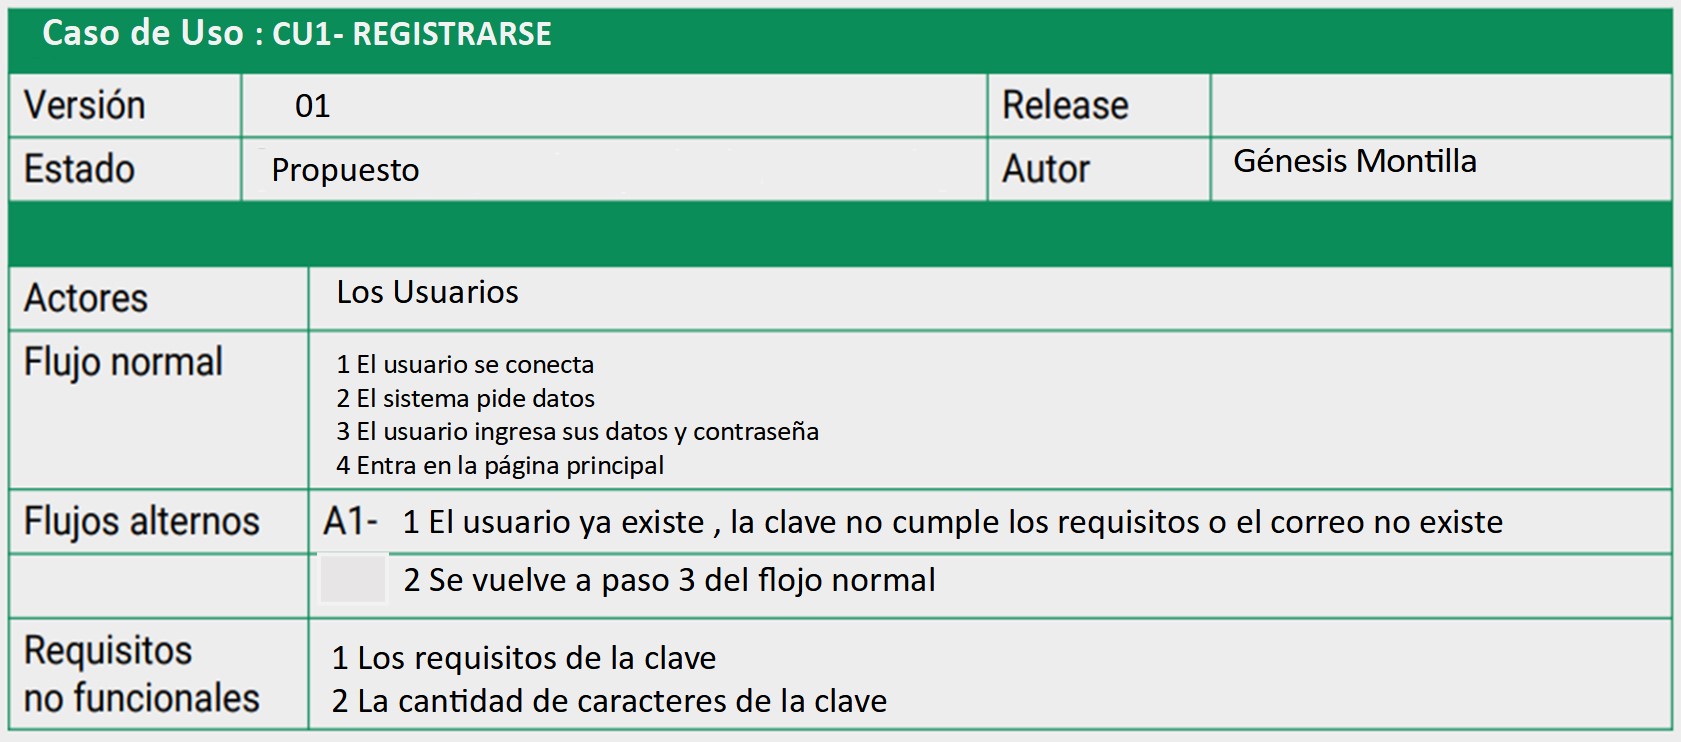 Caso de Uso : CU1- REGISTRARSE
Versión 01 Release
Estado Propuesto Autor Génesis Montilla
Actores Los Usuarios
Flujo normal 1 El usuario se conecta
2 El sistema pide datos
3 El usuario ingresa sus datos y contraseña
4 Entra en la página principal
Flujos alternos A1- 1 El usuario ya existe , la clave no cumple los requisitos o el correo no existe
2 Se vuelve a paso 3 del flojo normal
Requisitos 1 Los requisitos de la clave
no funcionales 2 La cantidad de caracteres de la clave